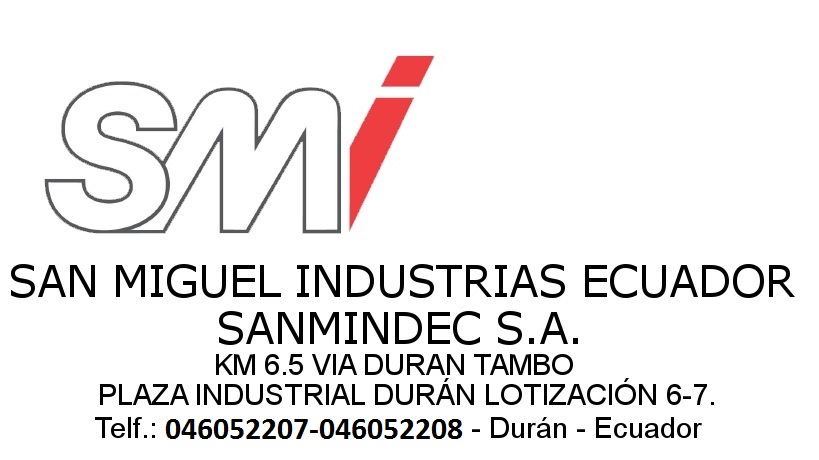 SMi
SAN MIGUEL INDUSTRIAS ECUADOR
SANMINDEC S.A.
KM 6.5 VIA DURAN TAMBO
PLAZA INDUSTRIAL DURÁN LOTIZACIÓN 6-7.
Telf.: 046052207-046052208 - Durán - Ecuador